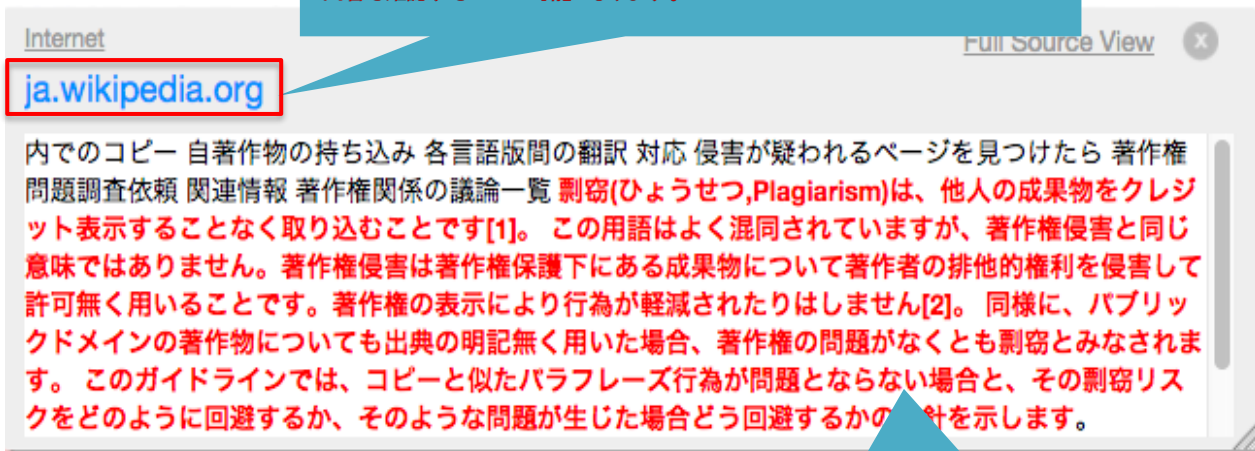 Internet
Full Source View
ja.wikipedia.org
内でのコピー 自著作物の持ち込み 各言語版間の翻訳 対応 侵害が疑われるページを見つけたら 著作権
問題調査依頼 関連情報 著作権関係の議論一覧 剽窃(ひょうせつ,Plagiarism)は、他人の成果物をクレジ
ット表示することなく取り込むことです[1]。 この用語はよく混同されていますが、著作権侵害と同じ
意味ではありません。著作権侵害は著作権保護下にある成果物について著作者の排他的権利を侵害して
許可無く用いることです。著作権の表示により行為が軽減されたりはしません[2]。 同様に、パブリッ
クドメインの著作物についても出典の明記無く用いた場合、著作権の問題がなくとも剽窃とみなされま
す。 このガイドラインでは、コピーと似たパラフレーズ行為が問題とならない場合と、その剽窃リス
クをどのように回避するか、そのような問題が生じた場合どう回避するかの 針を示します。